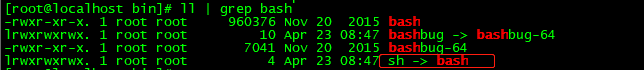 [root@localhost bin]# ll | grep bash
-rwxr-xr-x. 1 root root 960376 Nov 20 2015 bash
lrwxrwxrwx. 1 root root 10 Apr 23 08:47 bashbug -> bashbug-64
-rwxr-xr-x. 1 root root 7041 Nov 20 2015 bashbug-64
lrwxrwxrwx. 1 root root 4 Apr 23 08:47 sh -> bash